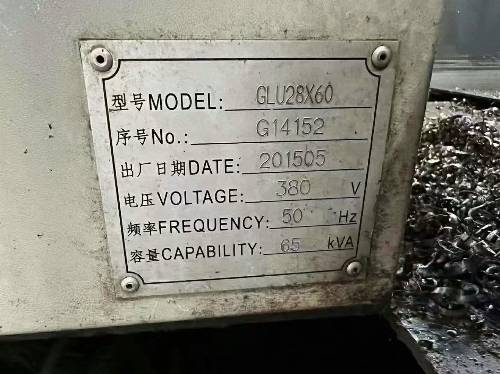 型号MODEL: GLU28X60
序号No.: G14152
出厂日期DATE: 201505
电压VOLTAGE: 380 V
频率FREQUENCY: 50 Hz
容量CAPABILITY: 65 kVA